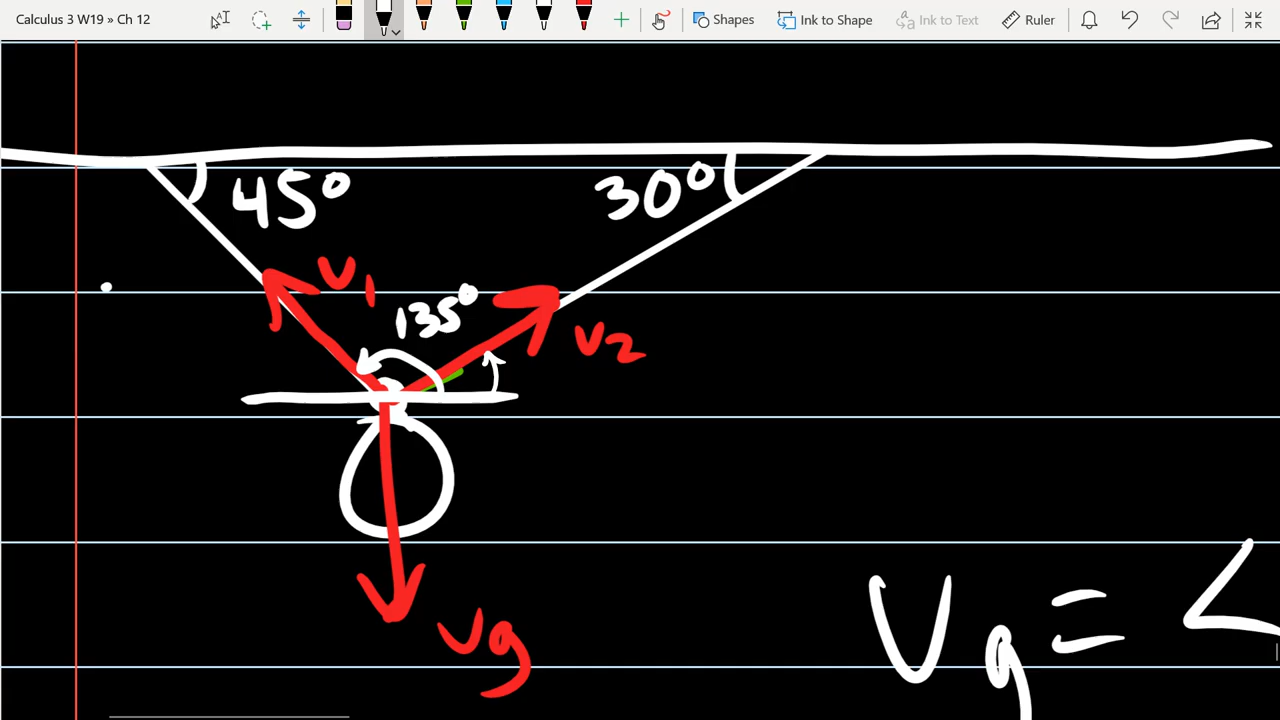 Calculus 3 W19 » Ch 12
Shapes
Ink to Shape
Ink to Text
Ruler
45°
30°
V1
135°
V2
Vg
Vg = <